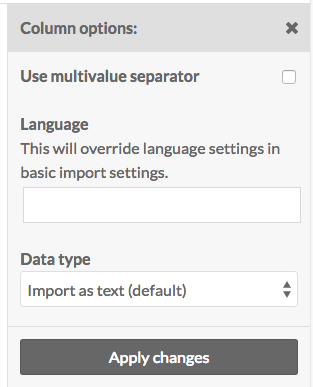 Column options:
Use multivalue separator
Language
This will override language settings in
basic import settings.
Data type
Import as text (default)
Apply changes